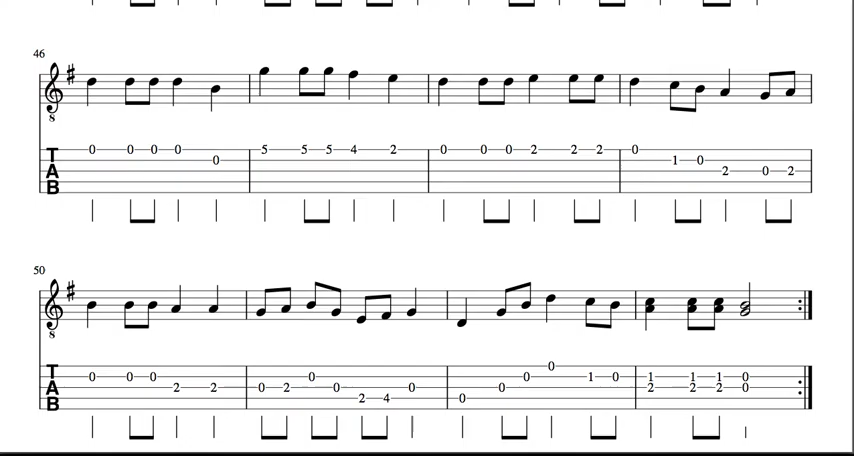 46
8
T 0 0 0 0 5 5 5 4 2 0 0 0 2 2 2 0
0 1 0
A 2 0 2
B
50
8
T 0
0 0 0 0 0 1 0 1 1 1 0
A 2 2 0 2 0 0 0 2 2 2 0
B 2 4 0